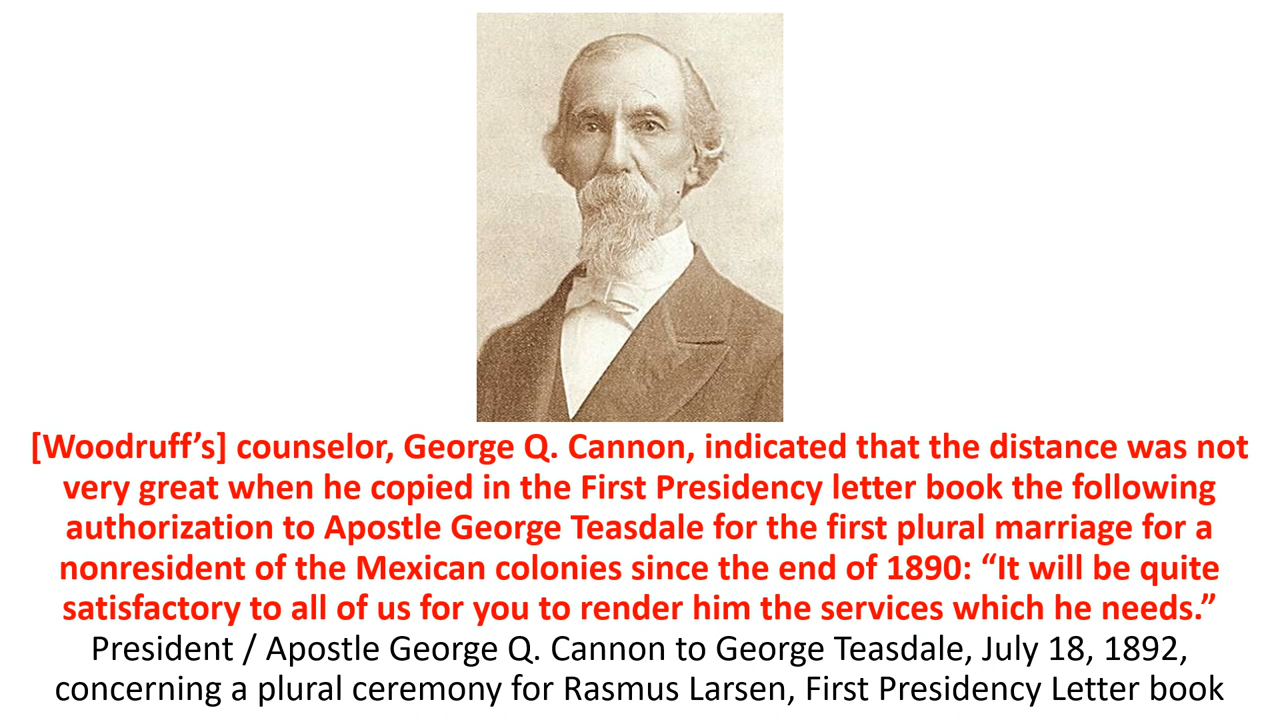 [Woodruff’s] counselor, George Q. Cannon, indicated that the distance was not
very great when he copied in the First Presidency letter book the following
authorization to Apostle George Teasdale for the first plural marriage for a
nonresident of the Mexican colonies since the end of 1890: “It will be quite
satisfactory to all of us for you to render him the services which he needs.”
President / Apostle George Q. Cannon to George Teasdale, July 18, 1892,
concerning a plural ceremony for Rasmus Larsen, First Presidency Letter book